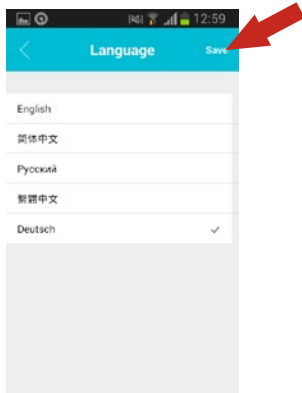 12:59
Language
Save
English
简体中文
Русский
繁體中文
Deutsch